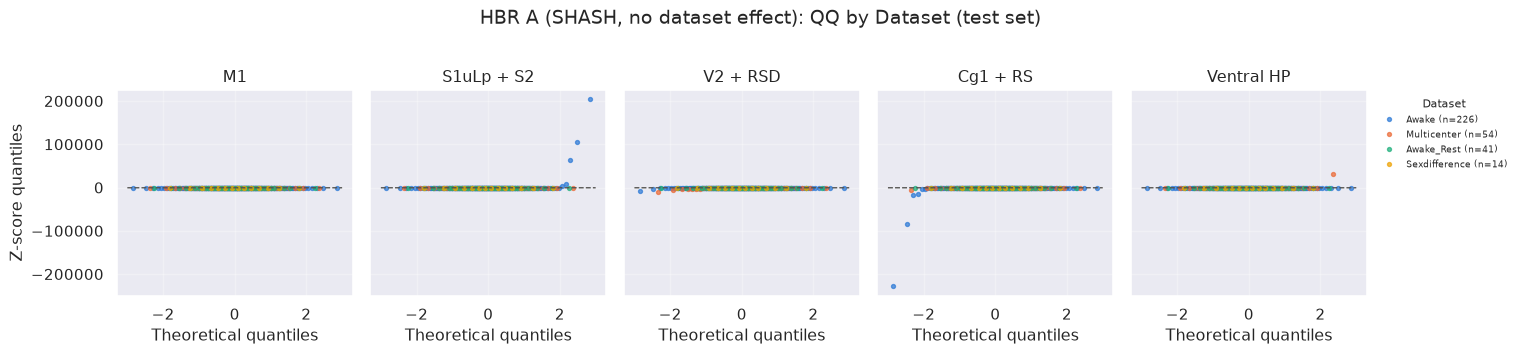 HBR A (SHASH, no dataset effect): QQ by Dataset (test set)
M1
S1uLp + S2
V2 + RSD
Cg1 + RS
Ventral HP
Z-score quantiles
200000
100000
0
−100000
−200000
−2 0 2
−2 0 2
−2 0 2
−2 0 2
−2 0 2
Theoretical quantiles
Theoretical quantiles
Theoretical quantiles
Theoretical quantiles
Theoretical quantiles
Dataset
Awake (n=226)
Multicenter (n=54)
Awake_Rest (n=41)
Sexdifference (n=14)